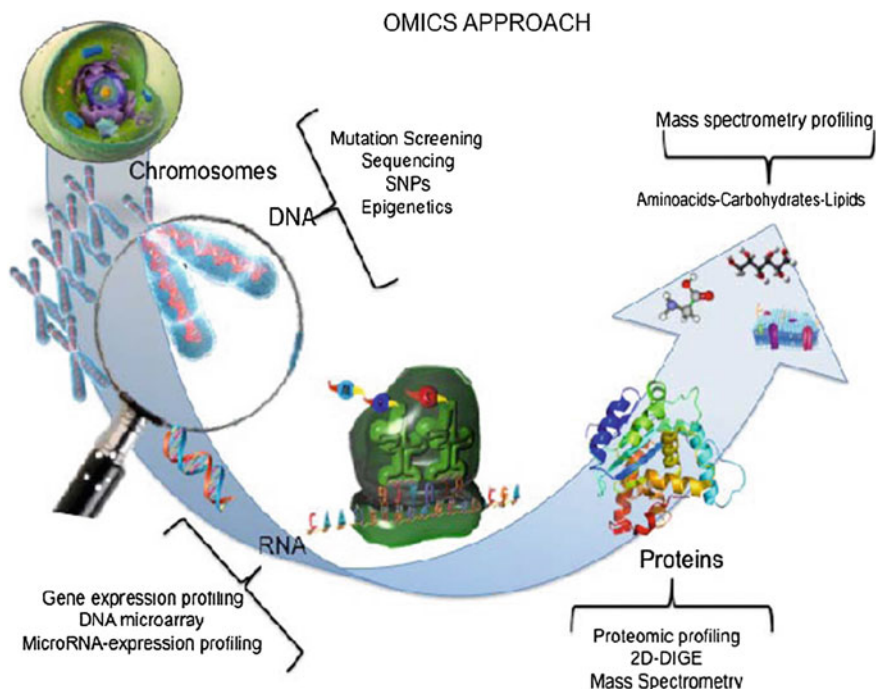 OMICS APPROACH
Chromosomes
DNA
Mutation Screening
Sequencing
SNPs
Epigenetics
Mass spectrometry profiling
Aminoacids-Carbohydrates-Lipids
RNA
Gene expression profiling
DNA microarray
MicroRNA-expression profiling
Proteins
Proteomic profiling
2D-DIGE
Mass Spectrometry